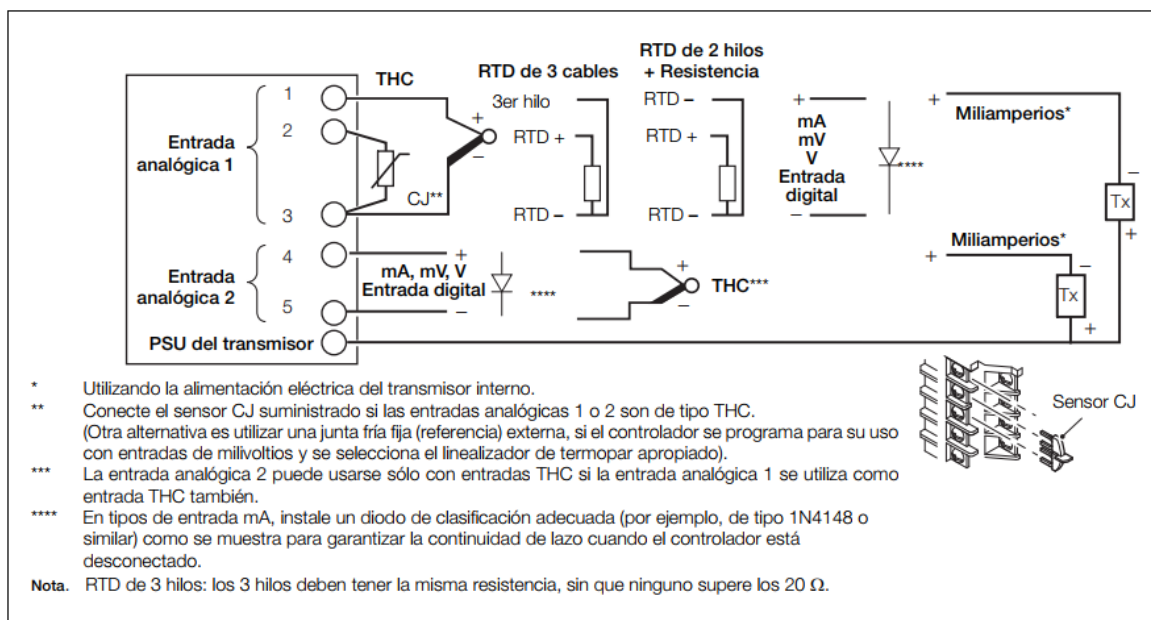 THC
RTD de 3 cables
RTD de 2 hilos
+ Resistencia
Entrada
analógica 1
1
2
3
+
−
CJ**
3er hilo
RTD +
RTD −
RTD −
RTD +
RTD −
+
mA
mV
V
Entrada
digital
−
****
+
Miliamperios*
−
Tx
+
Entrada
analógica 2
4
5
+
mA, mV, V
Entrada digital
−
****
+
THC***
−
Miliamperios*
+
−
Tx
+
PSU del transmisor
Sensor CJ
* Utilizando la alimentación eléctrica del transmisor interno.
** Conecte el sensor CJ suministrado si las entradas analógicas 1 o 2 son de tipo THC.
(Otra alternativa es utilizar una junta fría fija (referencia) externa, si el controlador se programa para su uso
con entradas de milivoltios y se selecciona el linealizador de termopar apropiado).
*** La entrada analógica 2 puede usarse sólo con entradas THC si la entrada analógica 1 se utiliza como
entrada THC también.
**** En tipos de entrada mA, instale un diodo de clasificación adecuada (por ejemplo, de tipo 1N4148 o
similar) como se muestra para garantizar la continuidad de lazo cuando el controlador está
desconectado.
Nota. RTD de 3 hilos: los 3 hilos deben tener la misma resistencia, sin que ninguno supere los 20 Ω.